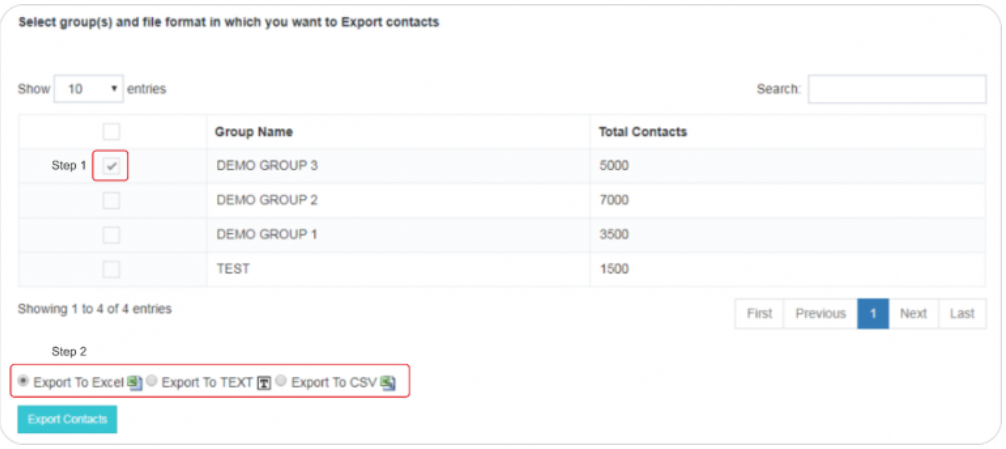 Select group(s) and file format in which you want to Export contacts
Show 10 entries Search:
Group Name Total Contacts
Step 1 DEMO GROUP 3 5000
DEMO GROUP 2 7000
DEMO GROUP 1 3500
TEST 1500
Showing 1 to 4 of 4 entries First Previous 1 Next Last
Step 2
Export To Excel Export To TEXT T Export To CSV
Export Contacts